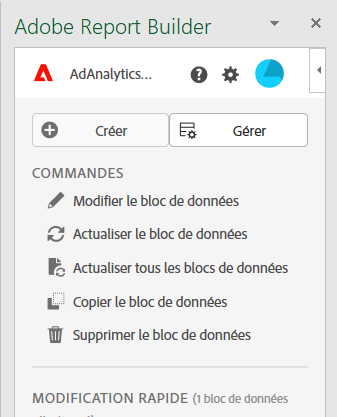 Adobe Report Builder
AdAnalytics...
Créer
Gérer
COMMANDES
Modifier le bloc de données
Actualiser le bloc de données
Actualiser tous les blocs de données
Copier le bloc de données
Supprimer le bloc de données
MODIFICATION RAPIDE (1 bloc de données